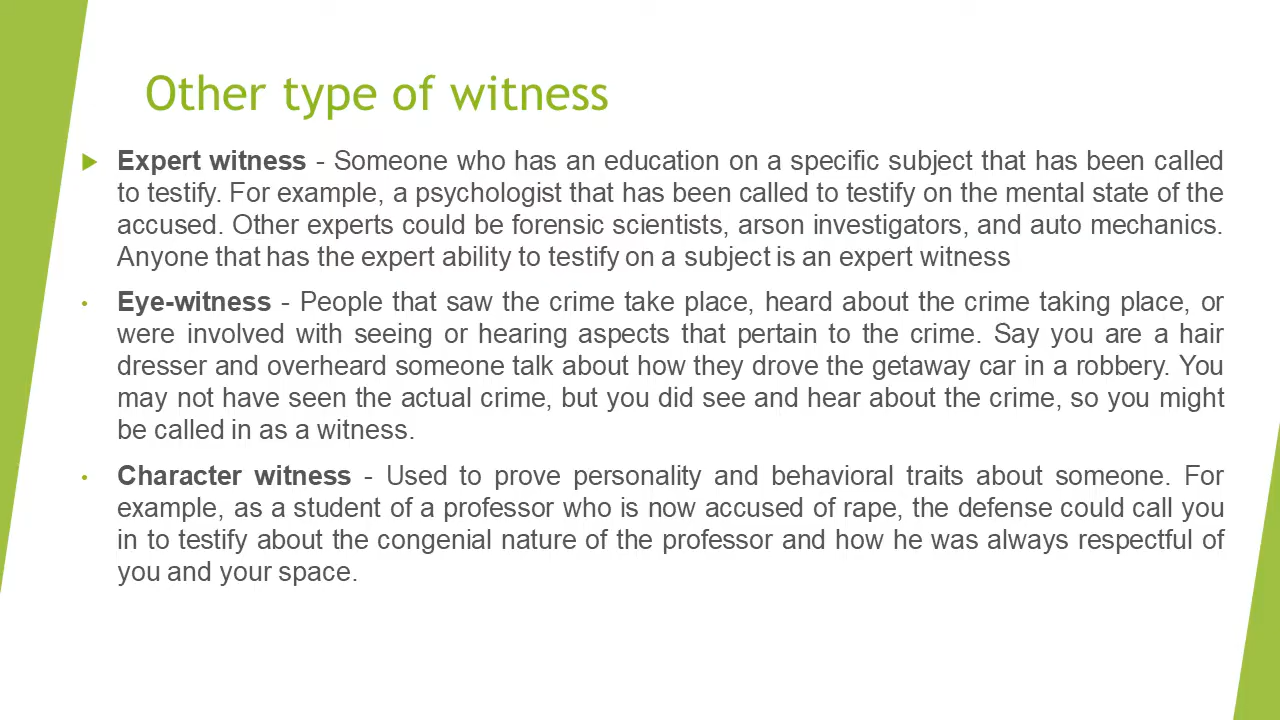 Other type of witness
Expert witness - Someone who has an education on a specific subject that has been called
to testify. For example, a psychologist that has been called to testify on the mental state of the
accused. Other experts could be forensic scientists, arson investigators, and auto mechanics.
Anyone that has the expert ability to testify on a subject is an expert witness
• Eye-witness - People that saw the crime take place, heard about the crime taking place, or
were involved with seeing or hearing aspects that pertain to the crime. Say you are a hair
dresser and overheard someone talk about how they drove the getaway car in a robbery. You
may not have seen the actual crime, but you did see and hear about the crime, so you might
be called in as a witness.
• Character witness - Used to prove personality and behavioral traits about someone. For
example, as a student of a professor who is now accused of rape, the defense could call you
in to testify about the congenial nature of the professor and how he was always respectful of
you and your space.